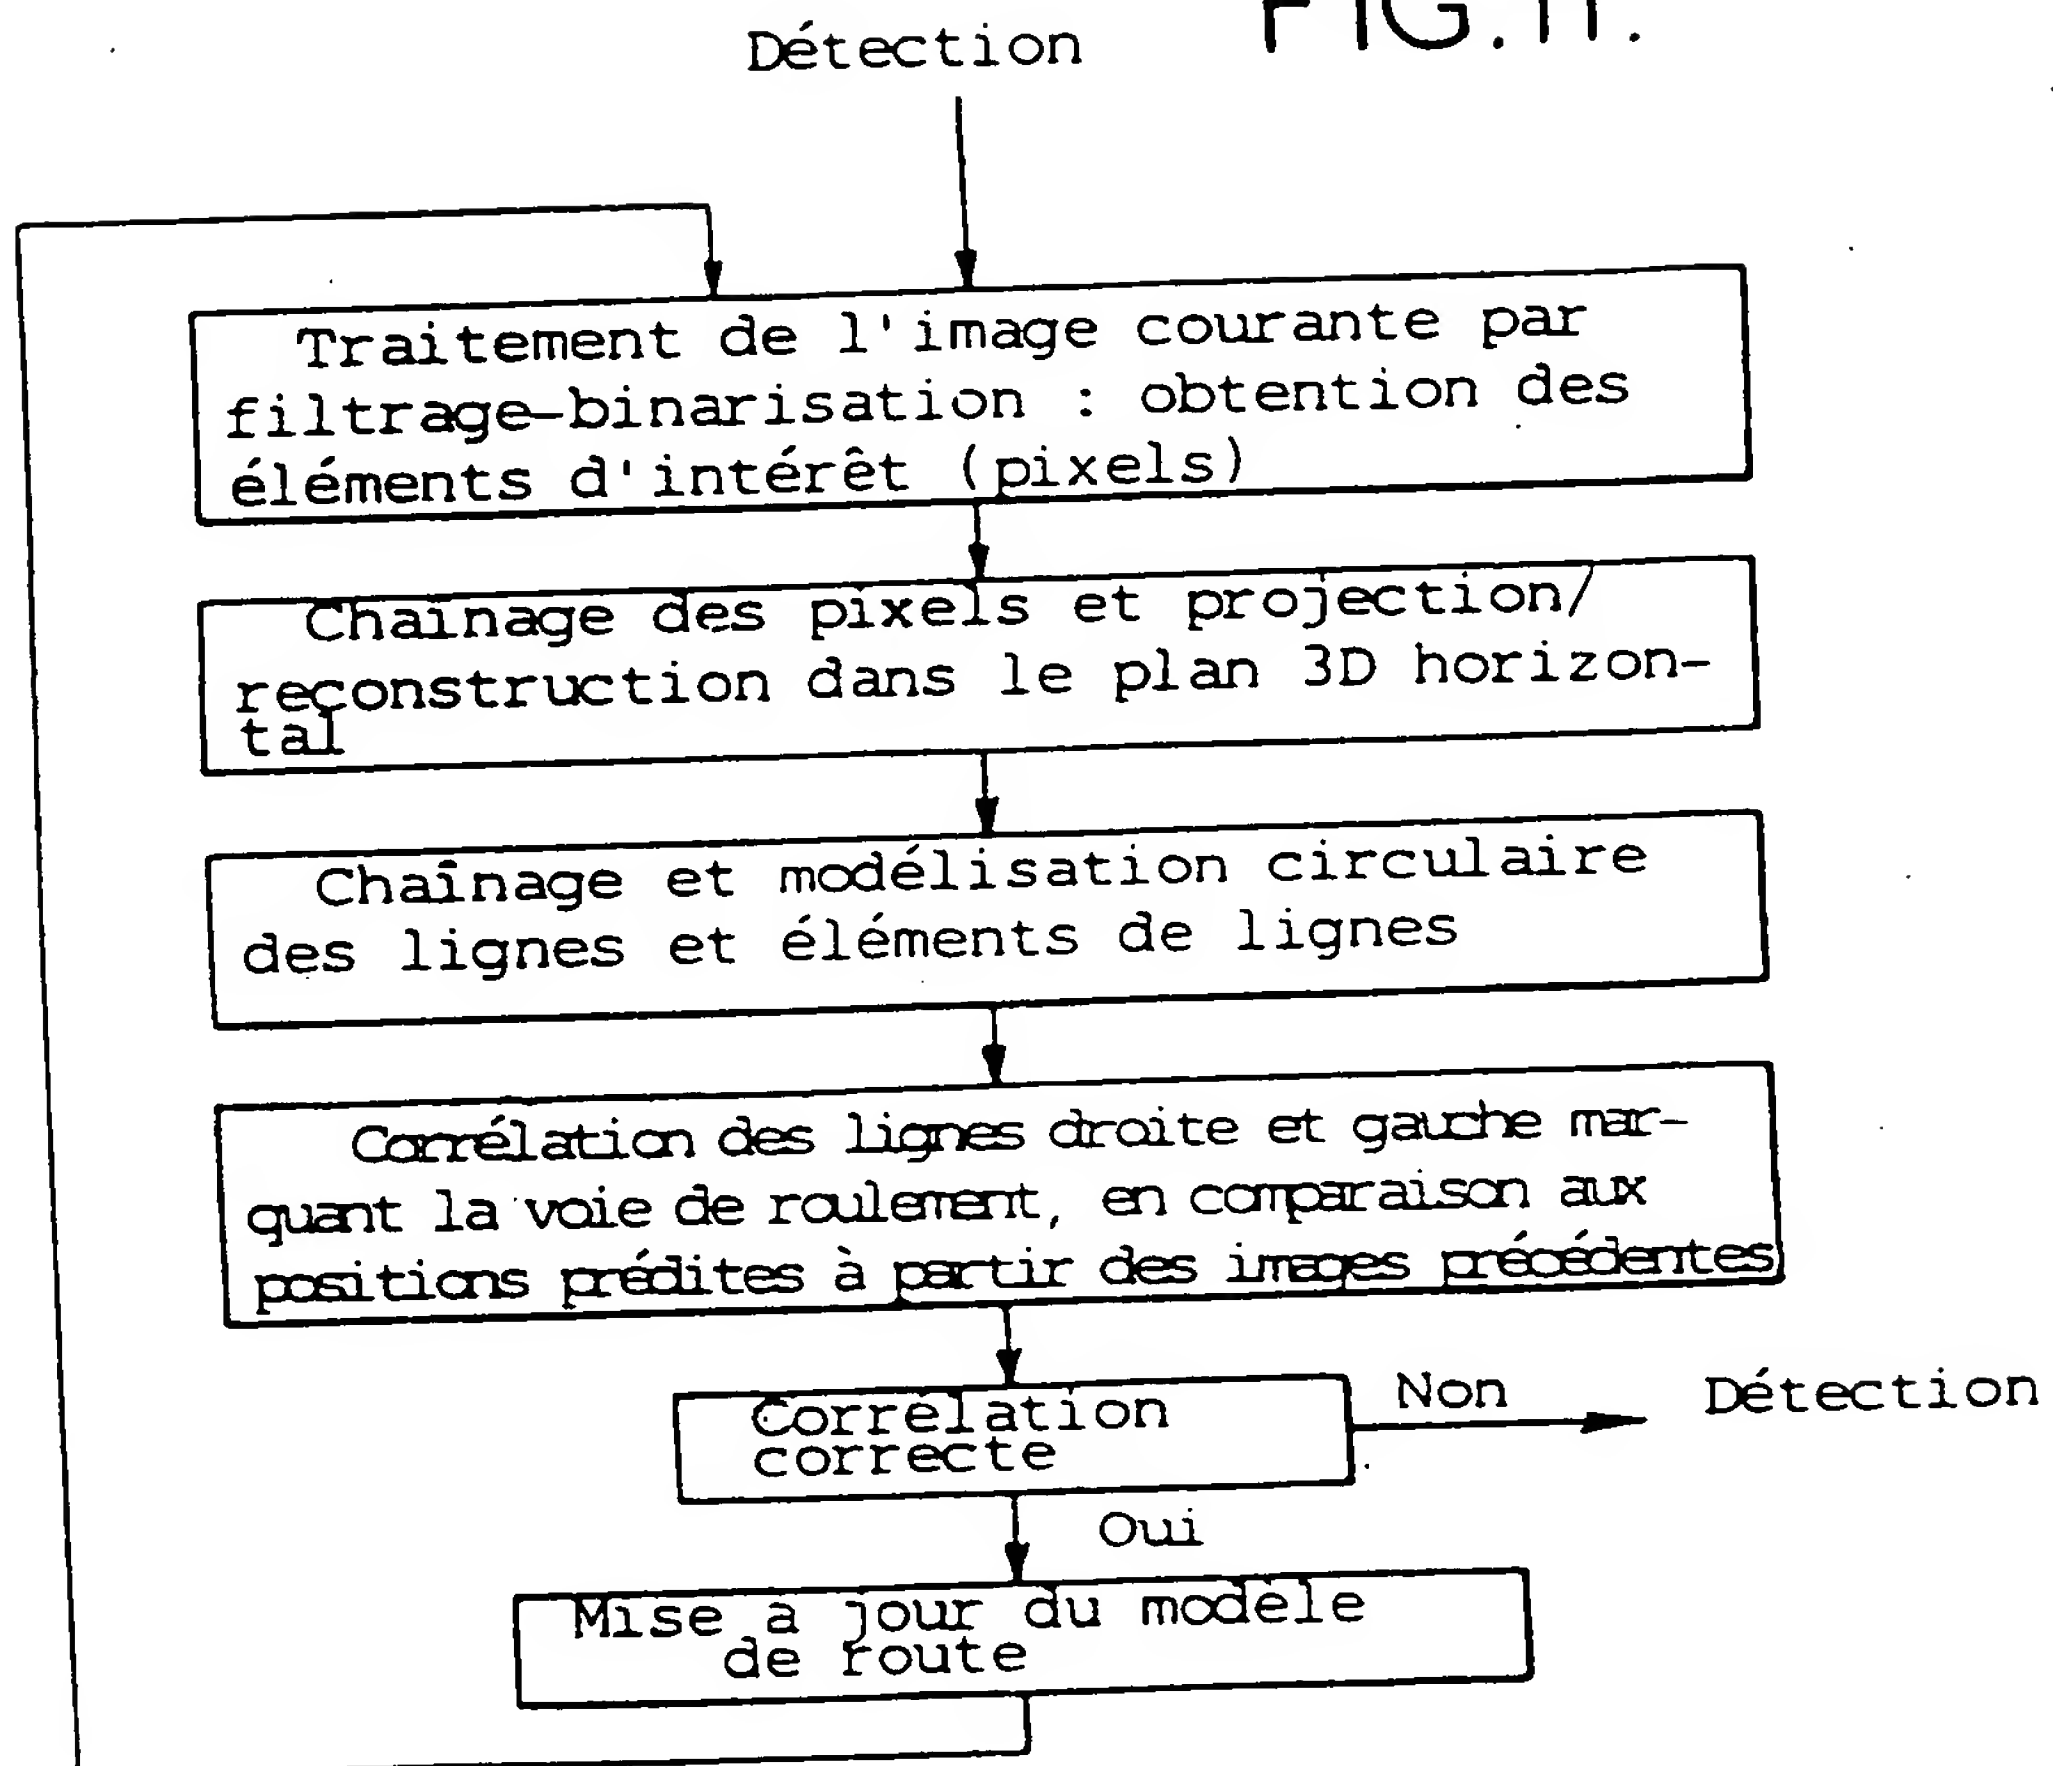 Détection
FIG.11.
Traitement de l'image courante par
filtrage-binarisation : obtention des
éléments d'intérêt (pixels)
Chaînage des pixels et projection/
reconstruction dans le plan 3D horizon-
tal
Chaînage et modélisation circulaire
des lignes et éléments de lignes
Corrélation des lignes droite et gauche mar-
quant la voie de roulement, en comparaison aux
positions prédites à partir des images précédentes
Corrélation
correcte
Non
Détection
Oui
Mise à jour du modèle
de route